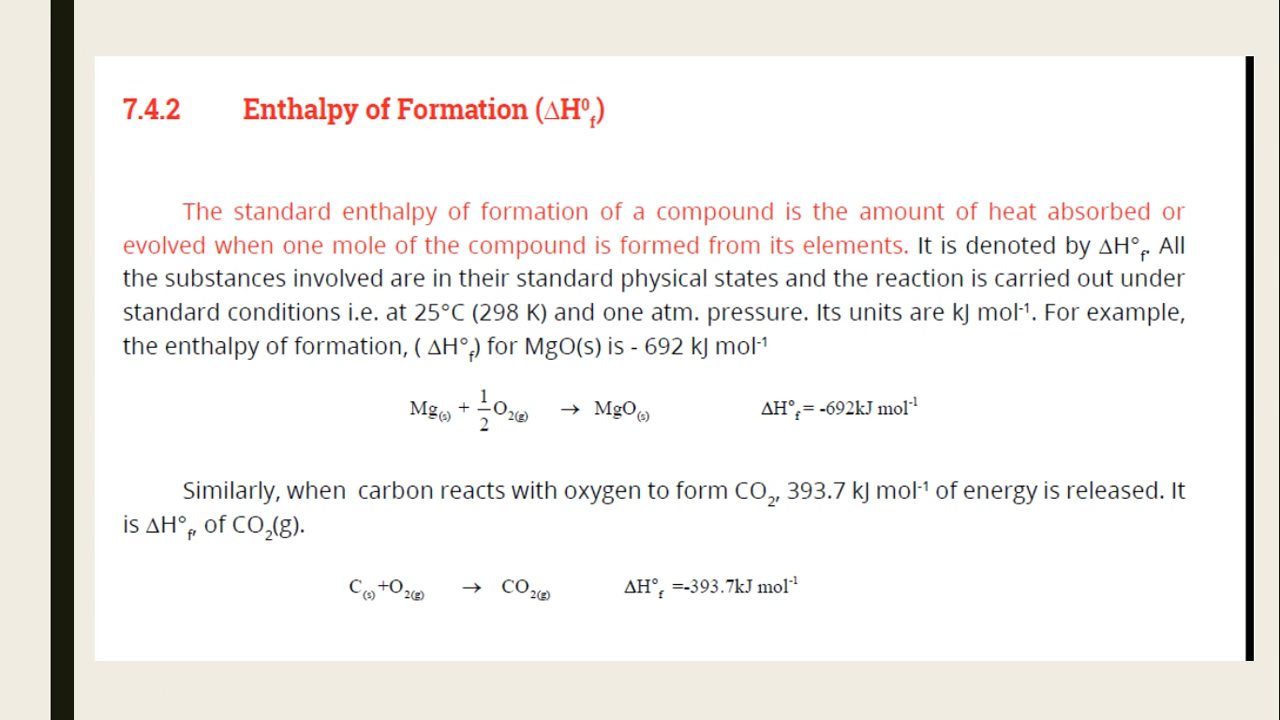 7.4.2 Enthalpy of Formation (∆H⁰f)
The standard enthalpy of formation of a compound is the amount of heat absorbed or
evolved when one mole of the compound is formed from its elements. It is denoted by ∆H°f. All
the substances involved are in their standard physical states and the reaction is carried out under
standard conditions i.e. at 25°C (298 K) and one atm. pressure. Its units are kJ mol⁻¹. For example,
the enthalpy of formation, ( ∆H°f) for MgO(s) is - 692 kJ mol⁻¹
Mg(s) + 1/2 O2(g) → MgO(s) ∆H°f = -692kJ mol⁻¹
Similarly, when carbon reacts with oxygen to form CO₂, 393.7 kJ mol⁻¹ of energy is released. It
is ∆H°f, of CO₂(g).
C(s)+O2(g) → CO2(g) ∆H°f =-393.7kJ mol⁻¹